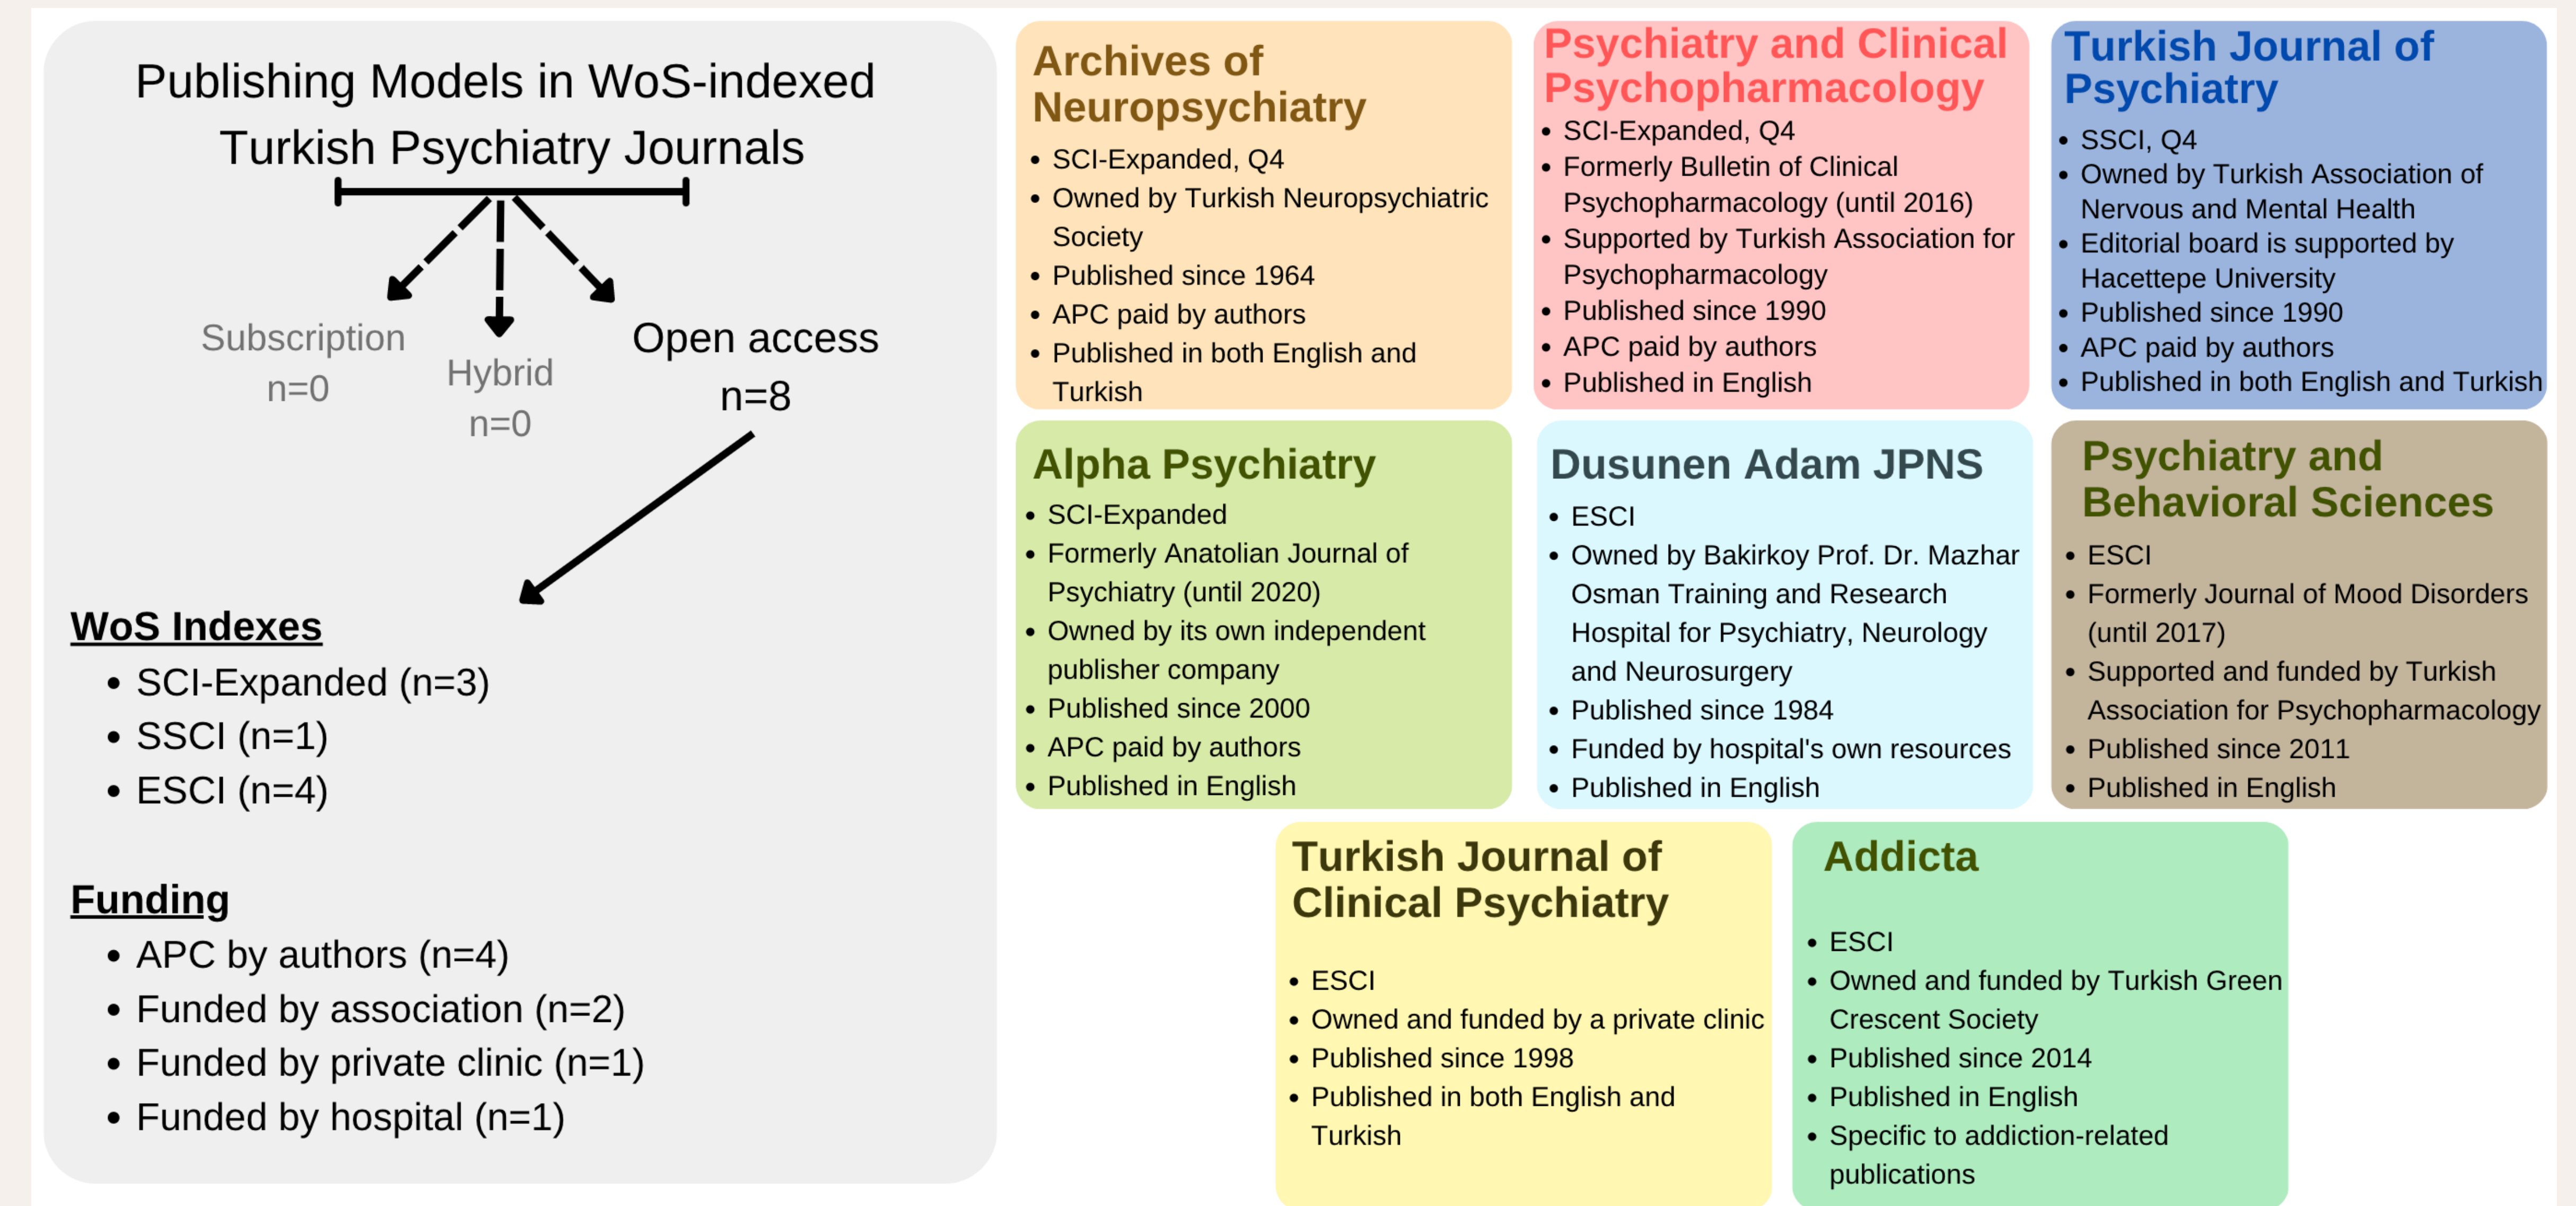 Publishing Models in WoS-indexed
Turkish Psychiatry Journals
Subscription
n=0
Hybrid
n=0
Open access
n=8
WoS Indexes
• SCI-Expanded (n=3)
• SSCI (n=1)
• ESCI (n=4)
Funding
• APC by authors (n=4)
• Funded by association (n=2)
• Funded by private clinic (n=1)
• Funded by hospital (n=1)
Archives of
Neuropsychiatry
• SCI-Expanded, Q4
• Owned by Turkish Neuropsychiatric
Society
• Published since 1964
• APC paid by authors
• Published in both English and
Turkish
Psychiatry and Clinical
Psychopharmacology
• SCI-Expanded, Q4
• Formerly Bulletin of Clinical
Psychopharmacology (until 2016)
• Supported by Turkish Association for
Psychopharmacology
• Published since 1990
• APC paid by authors
• Published in English
Turkish Journal of
Psychiatry
• SSCI, Q4
• Owned by Turkish Association of
Nervous and Mental Health
• Editorial board is supported by
Hacettepe University
• Published since 1990
• APC paid by authors
• Published in both English and Turkish
Alpha Psychiatry
• SCI-Expanded
• Formerly Anatolian Journal of
Psychiatry (until 2020)
• Owned by its own independent
publisher company
• Published since 2000
• APC paid by authors
• Published in English
Dusunen Adam JPNS
• ESCI
• Owned by Bakirkoy Prof. Dr. Mazhar
Osman Training and Research
Hospital for Psychiatry, Neurology
and Neurosurgery
• Published since 1984
• Funded by hospital's own resources
• Published in English
Psychiatry and
Behavioral Sciences
• ESCI
• Formerly Journal of Mood Disorders
(until 2017)
• Supported and funded by Turkish
Association for Psychopharmacology
• Published since 2011
• Published in English
Turkish Journal of
Clinical Psychiatry
• ESCI
• Owned and funded by a private clinic
• Published since 1998
• Published in both English and
Turkish
Addicta
• ESCI
• Owned and funded by Turkish Green
Crescent Society
• Published since 2014
• Published in English
• Specific to addiction-related
publications